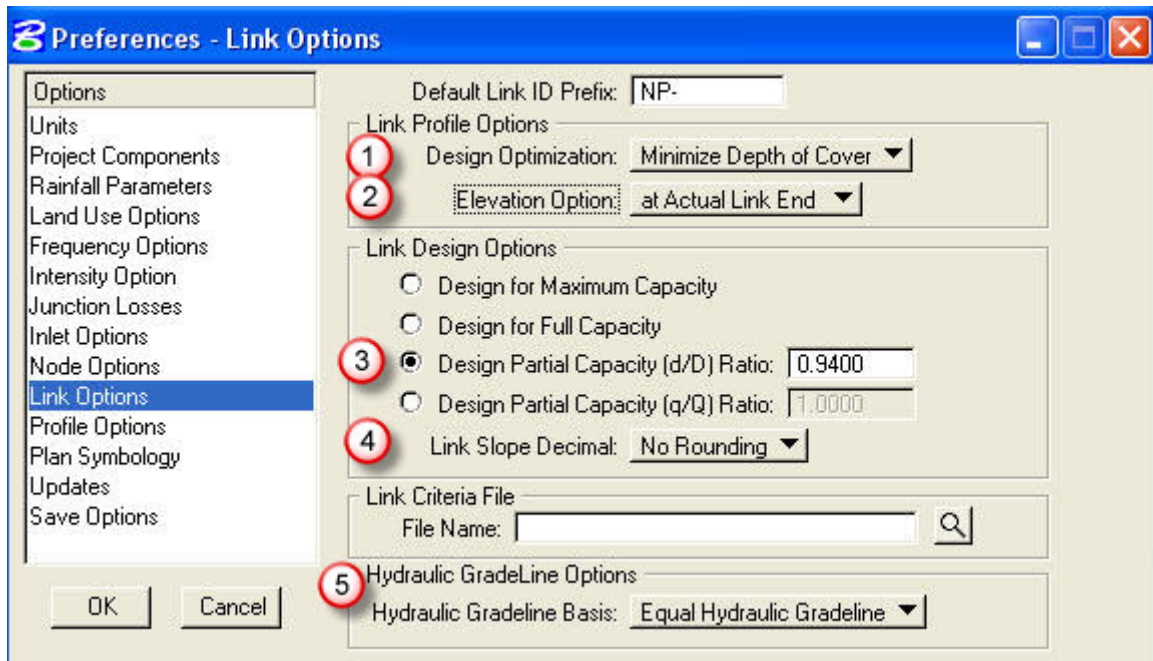 Preferences - Link Options
Options
Units
Project Components
Rainfall Parameters
Land Use Options
Frequency Options
Intensity Option
Junction Losses
Inlet Options
Node Options
Link Options
Profile Options
Plan Symbology
Updates
Save Options
OK
Cancel
Default Link ID Prefix: NP-
Link Profile Options
1 Design Optimization: Minimize Depth of Cover
2 Elevation Option: at Actual Link End
Link Design Options
Design for Maximum Capacity
Design for Full Capacity
3 Design Partial Capacity (d/D) Ratio: 0.9400
Design Partial Capacity (q/Q) Ratio: 1.0000
4 Link Slope Decimal: No Rounding
Link Criteria File
File Name:
5 Hydraulic GradeLine Options
Hydraulic Gradeline Basis: Equal Hydraulic Gradeline